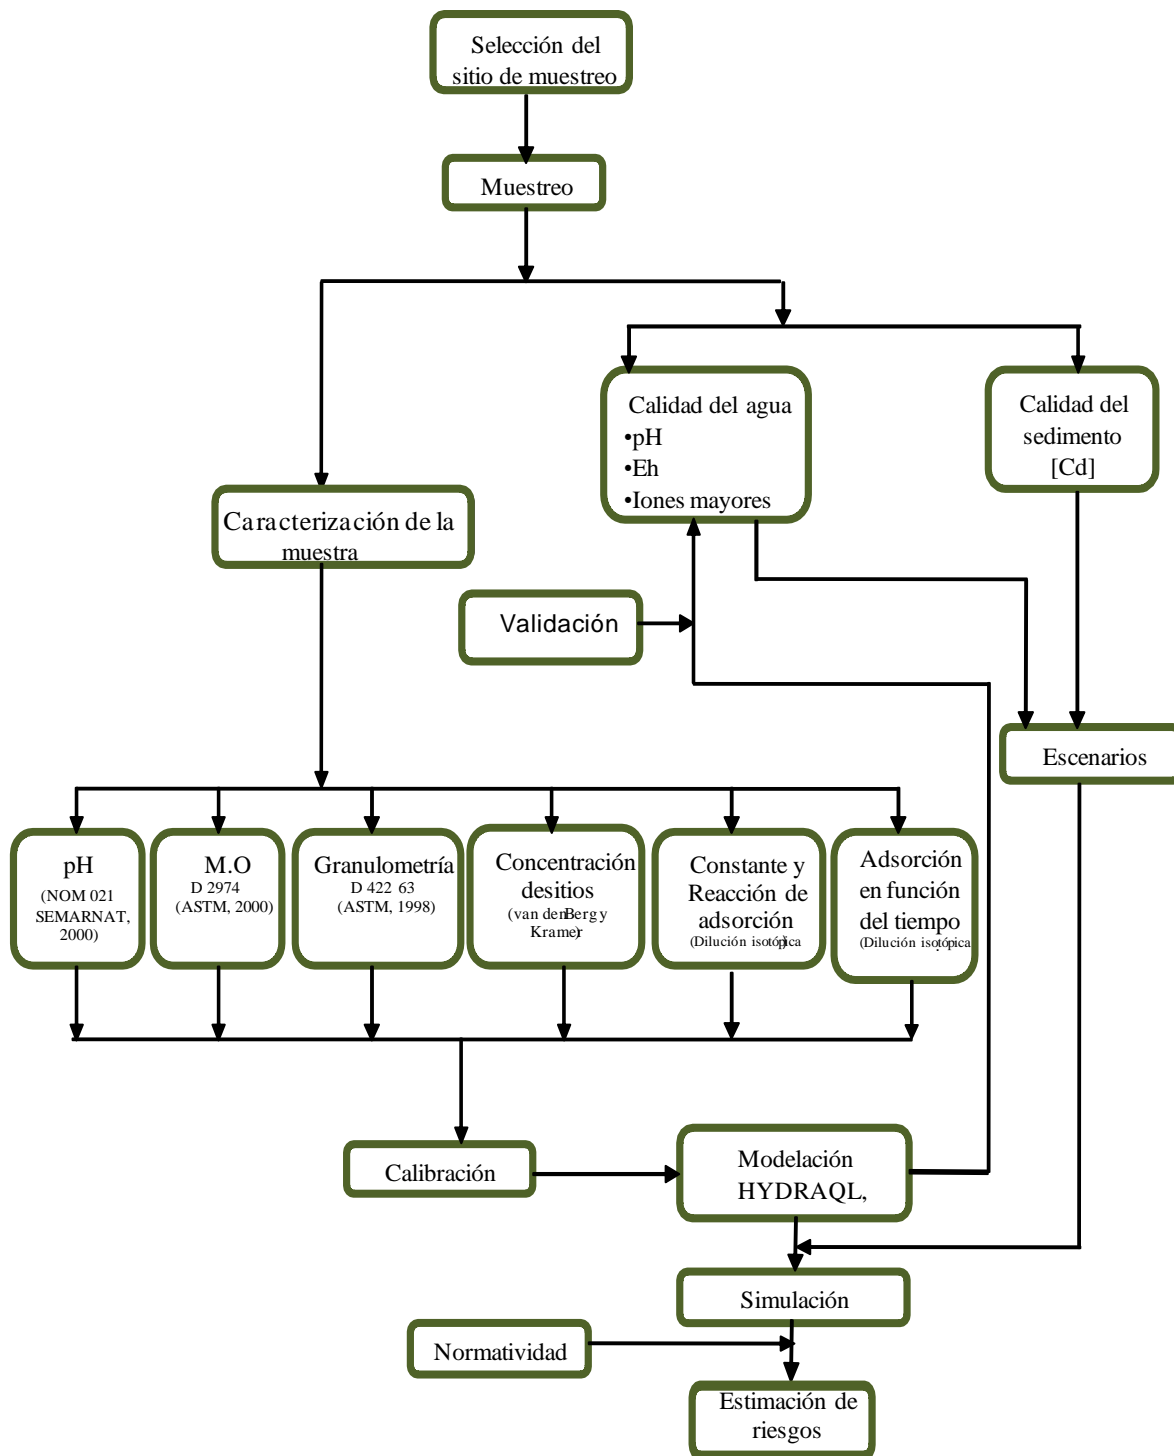 Selección del
sitio de muestreo
Muestreo
Calidad del agua
•pH
•Eh
•Iones mayores
Calidad del
sedimento
[Cd]
Caracterización de la
muestra
Validación
Escenarios
pH
(NOM 021
SEMARNAT,
2000)
M.O
D 2974
(ASTM, 2000)
Granulometría
D 422 63
(ASTM, 1998)
Concentración
desitios
(van denBerg y
Kramer)
Constante y
Reacción de
adsorción
(Dilución isotópica
Adsorción
en función
del tiempo
(Dilución isotópica
Calibración
Modelación
HYDRAQL,
Simulación
Normatividad
Estimación de
riesgos